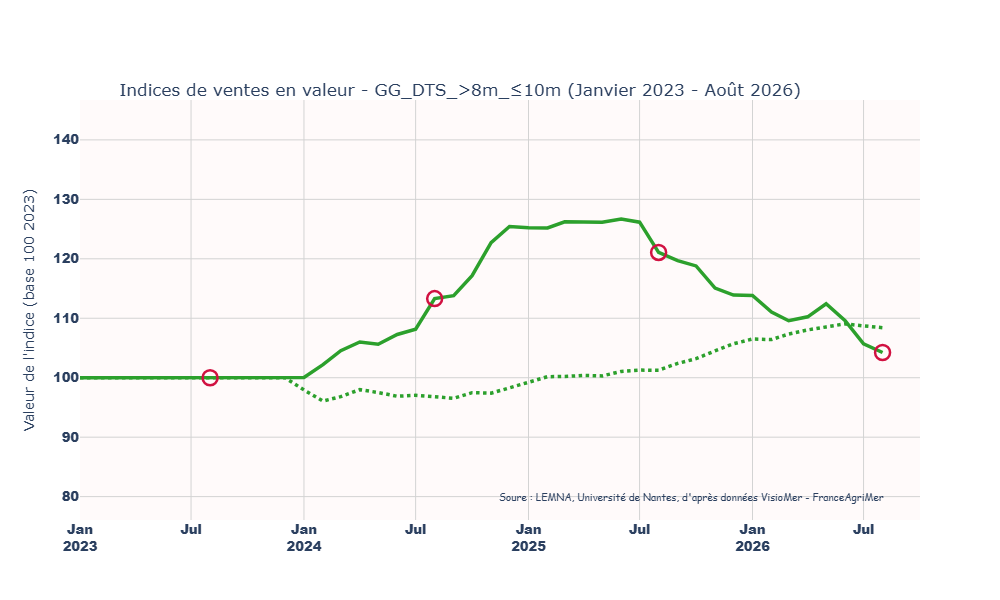 Indices de ventes en valeur - GG_DTS_>8m_≤10m (Janvier 2023 - Août 2026)
Valeur de l'indice (base 100 2023)
140
130
120
110
100
90
80
Soure : LEMNA, Université de Nantes, d'après données VisioMer - FranceAgriMer
Jan Jul Jan Jul Jan Jul Jan Jul
2023 2024 2025 2026